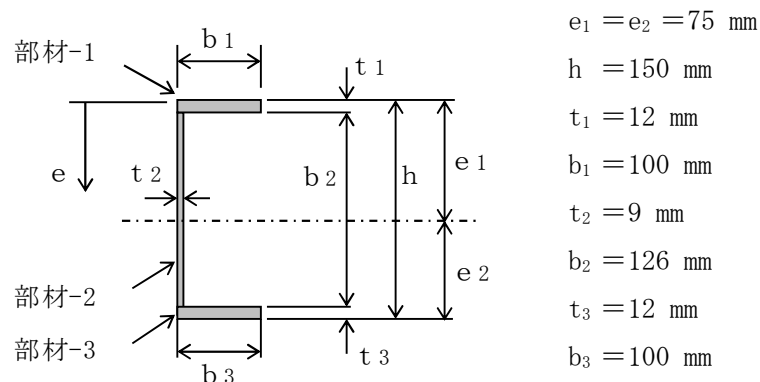 部材-1
b1
t1
e
t2
b2
h
e1
e2
部材-2
部材-3
b3
t3
e₁ =e₂ =75 mm
h =150 mm
t₁ =12 mm
b₁ =100 mm
t₂ =9 mm
b₂ =126 mm
t₃ =12 mm
b₃ =100 mm